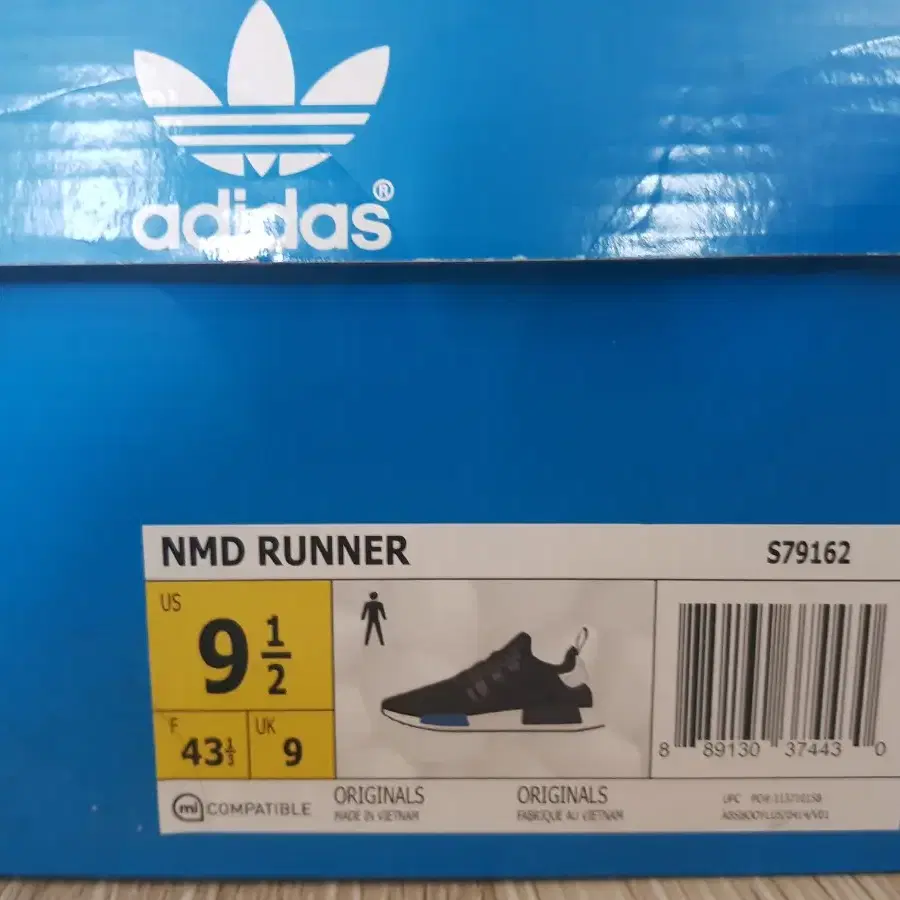 adidas®
NMD RUNNER
S79162
US
9 1/2
F
43 1/3
UK
9
8 89130 37443 0
mi COMPATIBLE
ORIGINALS
MADE IN VIETNAM
ORIGINALS
FABRIQUE AU VIETNAM
UPC